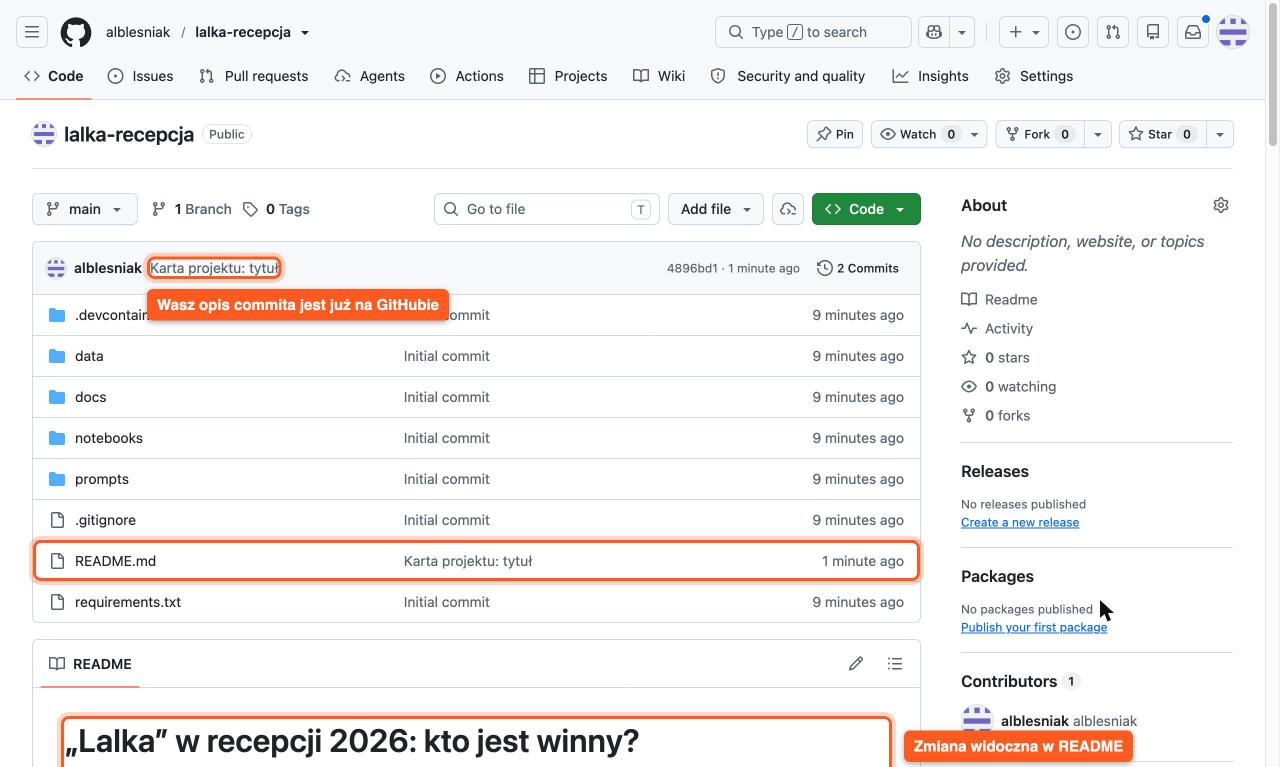 alblesniak / lalka-recepcja
Type / to search
Code
Issues
Pull requests
Agents
Actions
Projects
Wiki
Security and quality
Insights
Settings
lalka-recepcja Public
Pin
Watch 0
Fork 0
Star 0
main
1 Branch
0 Tags
Go to file T
Add file
Code
alblesniak Karta projektu: tytuł
4896bd1 · 1 minute ago
2 Commits
Wasz opis commita jest już na GitHubie
.devcontain commit 9 minutes ago
data Initial commit 9 minutes ago
docs Initial commit 9 minutes ago
notebooks Initial commit 9 minutes ago
prompts Initial commit 9 minutes ago
.gitignore Initial commit 9 minutes ago
README.md Karta projektu: tytuł 1 minute ago
requirements.txt Initial commit 9 minutes ago
README
„Lalka” w recepcji 2026: kto jest winny?
Zmiana widoczna w README
About
No description, website, or topics
provided.
Readme
Activity
0 stars
0 watching
0 forks
Releases
No releases published
Create a new release
Packages
No packages published
Publish your first package
Contributors 1
alblesniak alblesniak